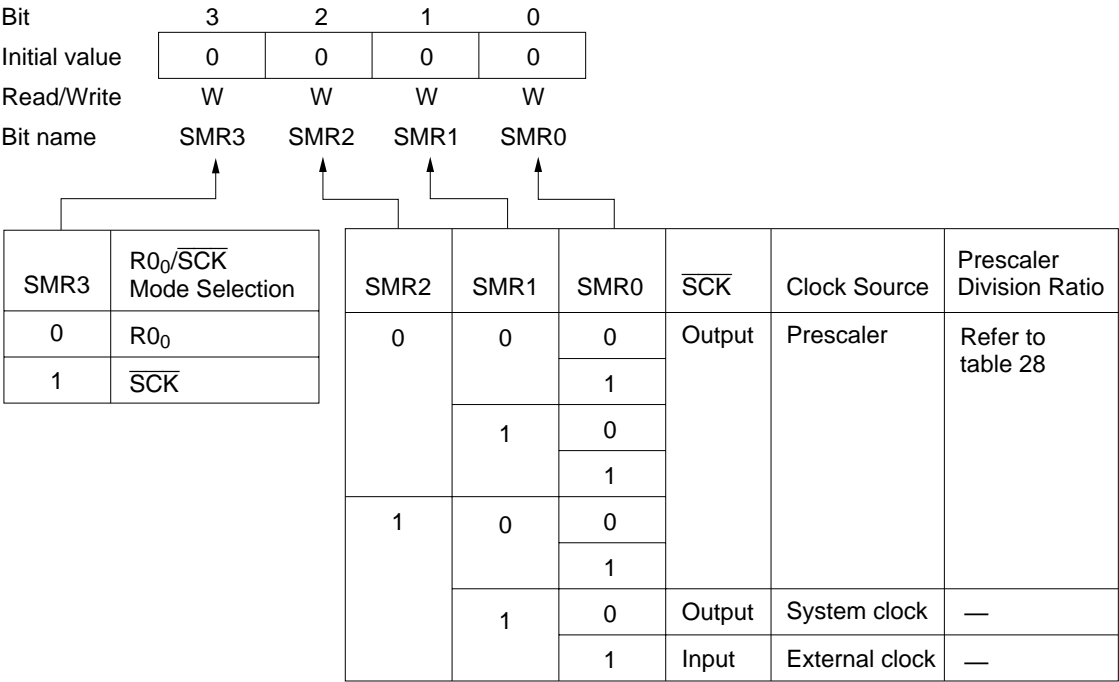 Bit 3 2 1 0
Initial value 0 0 0 0
Read/Write W W W W
Bit name SMR3 SMR2 SMR1 SMR0
SMR3 R0₀/S̅C̅K̅
Mode Selection
0 R0₀
1 S̅C̅K̅
SMR2 SMR1 SMR0 S̅C̅K̅ Clock Source Prescaler
Division Ratio
0 0 0 Output Prescaler Refer to
table 28
1
1 0
1
1 0 0
1
1 0 Output System clock —
1 Input External clock —